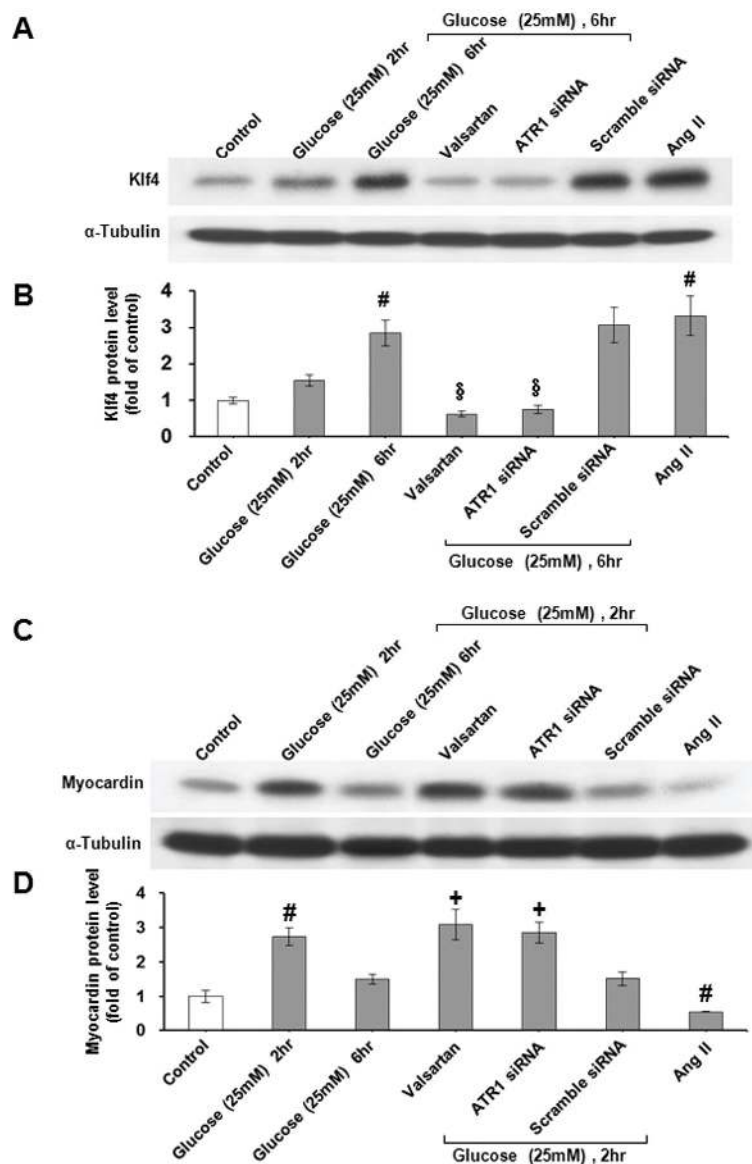 A
Glucose (25mM) , 6hr
Control
Glucose (25mM) 2hr
Glucose (25mM) 6hr
Valsartan
ATR1 siRNA
Scramble siRNA
Ang II
Klf4
α-Tubulin
B
Klf4 protein level
(fold of control)
4
3
2
1
0
#
§
§
#
Control
Glucose (25mM) 2hr
Glucose (25mM) 6hr
Valsartan
ATR1 siRNA
Scramble siRNA
Ang II
Glucose (25mM) , 6hr
C
Glucose (25mM) , 2hr
Control
Glucose (25mM) 2hr
Glucose (25mM) 6hr
Valsartan
ATR1 siRNA
Scramble siRNA
Ang II
Myocardin
α-Tubulin
D
Myocardin protein level
(fold of control)
4
3
2
1
0
#
+
+
#
Control
Glucose (25mM) 2hr
Glucose (25mM) 6hr
Valsartan
ATR1 siRNA
Scramble siRNA
Ang II
Glucose (25mM) , 2hr